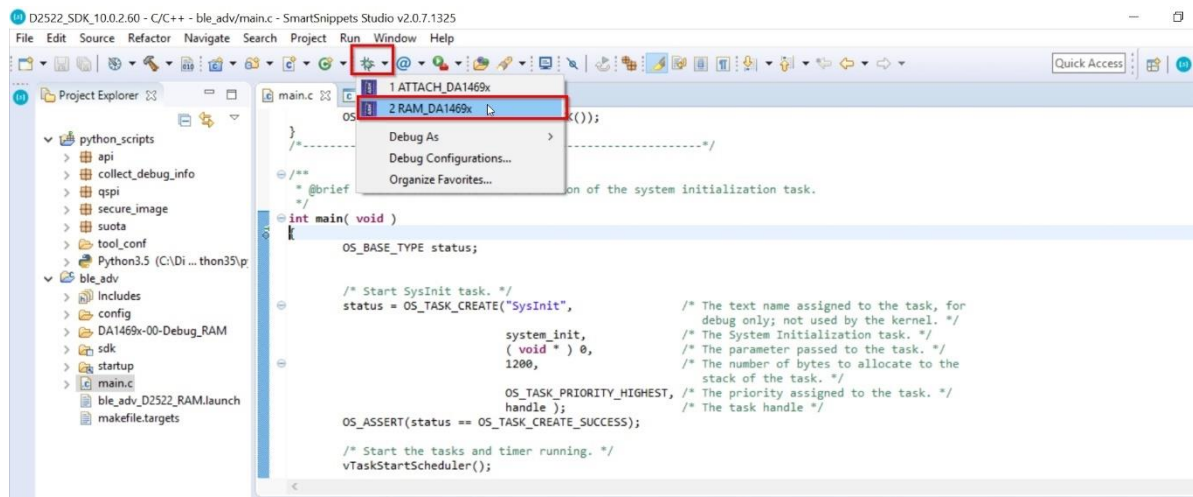 D2522_SDK_10.0.2.60 - C/C++ - ble_adv/main.c - SmartSnippets Studio v2.0.7.1325
File Edit Source Refactor Navigate Search Project Run Window Help
Quick Access
Project Explorer
main.c
1 ATTACH_DA1469x
2 RAM_DA1469x
Debug As
Debug Configurations...
Organize Favorites...
python_scripts
api
collect_debug_info
qspi
secure_image
suota
tool_conf
Python3.5 (C:\Di ... thon35\p
ble_adv
Includes
config
DA1469x-00-Debug_RAM
sdk
startup
main.c
ble_adv_D2522_RAM.launch
makefile.targets
OS
K());
}
/*--------
-----------------------*/
/**
* @brief
on of the system initialization task.
*/
int main( void )
{
OS_BASE_TYPE status;
/* Start SysInit task. */
status = OS_TASK_CREATE("SysInit", /* The text name assigned to the task, for
debug only; not used by the kernel. */
system_init, /* The System Initialization task. */
( void * ) 0, /* The parameter passed to the task. */
1200, /* The number of bytes to allocate to the
stack of the task. */
OS_TASK_PRIORITY_HIGHEST, /* The priority assigned to the task. */
handle ); /* The task handle */
OS_ASSERT(status == OS_TASK_CREATE_SUCCESS);
/* Start the tasks and timer running. */
vTaskStartScheduler();